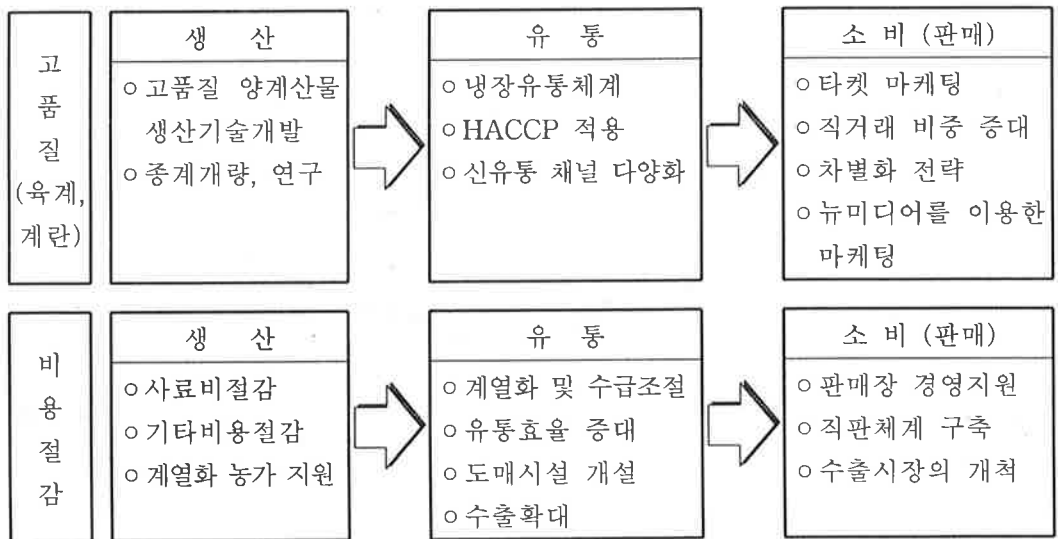 고
품
질
(육계,
계란)
생 산
○ 고품질 양계산물
생산기술개발
○ 종계개량, 연구
유 통
○ 냉장유통체계
○ HACCP 적용
○ 신유통 채널 다양화
소 비 (판매)
○ 타켓 마케팅
○ 직거래 비중 증대
○ 차별화 전략
○ 뉴미디어를 이용한
마케팅
비
용
절
감
생 산
○ 사료비절감
○ 기타비용절감
○ 계열화 농가 지원
유 통
○ 계열화 및 수급조절
○ 유통효율 증대
○ 도매시설 개설
○ 수출확대
소 비 (판매)
○ 판매장 경영지원
○ 직판체계 구축
○ 수출시장의 개척